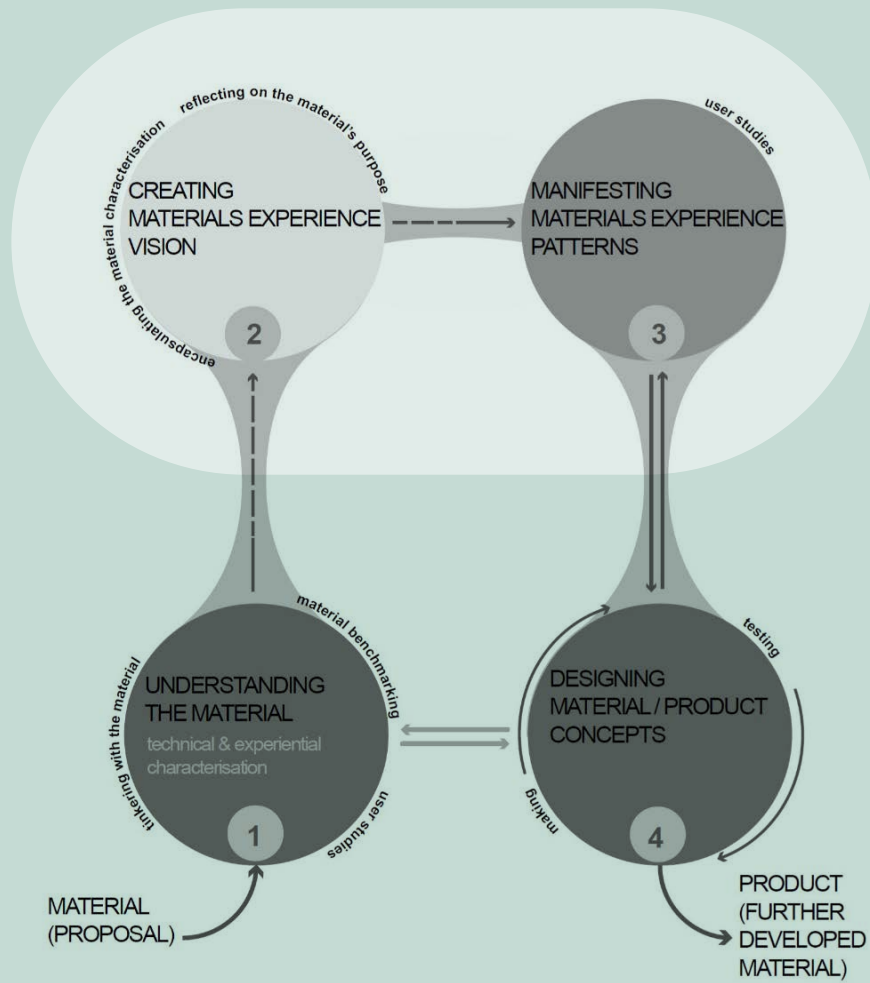 reflecting on the material's purpose
encapsulating the material characterisation
CREATING
MATERIALS EXPERIENCE
VISION
2
user studies
MANIFESTING
MATERIALS EXPERIENCE
PATTERNS
3
material benchmarking
tinkering with the material
user studies
UNDERSTANDING
THE MATERIAL
technical & experiential
characterisation
1
testing
making
DESIGNING
MATERIAL / PRODUCT
CONCEPTS
4
MATERIAL
(PROPOSAL)
PRODUCT
(FURTHER
DEVELOPED
MATERIAL)